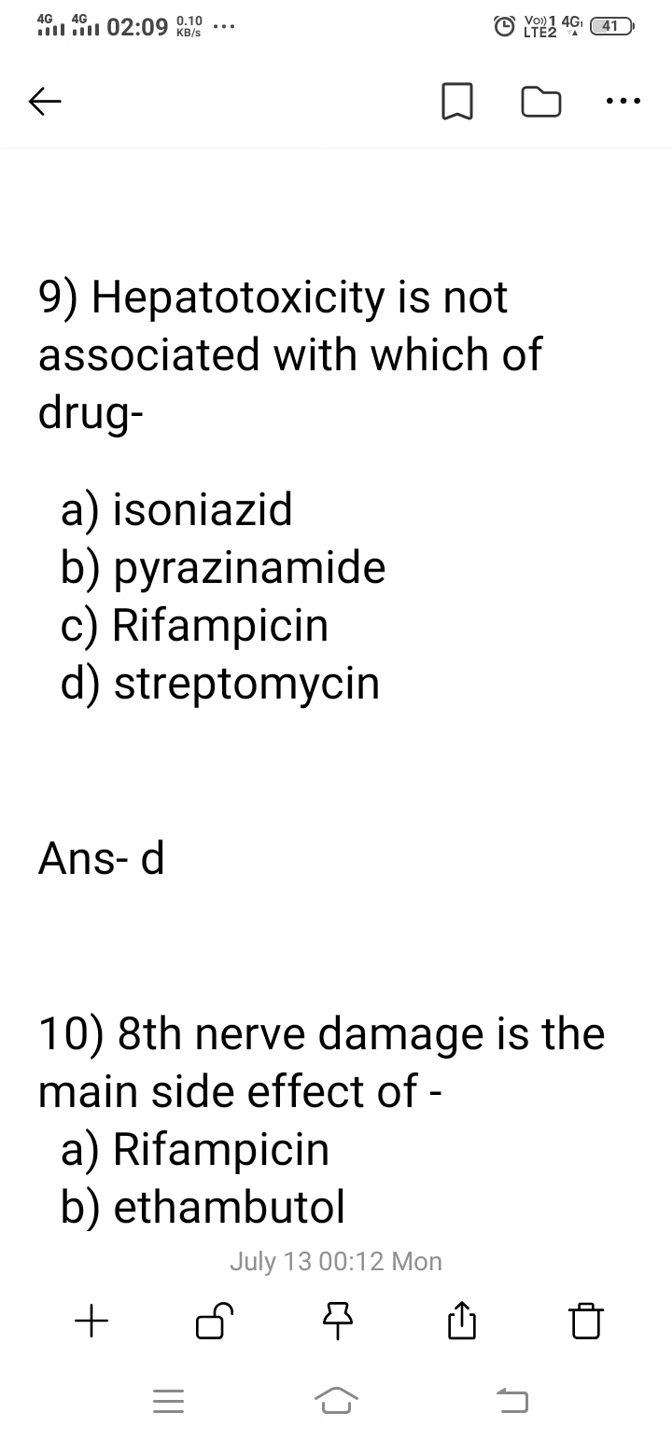 4G 4G 02:09 0.10 KB/s ... Vo)) 1 LTE2 4G 41
9) Hepatotoxicity is not
associated with which of
drug-
a) isoniazid
b) pyrazinamide
c) Rifampicin
d) streptomycin
Ans- d
10) 8th nerve damage is the
main side effect of -
a) Rifampicin
b) ethambutol
July 13 00:12 Mon